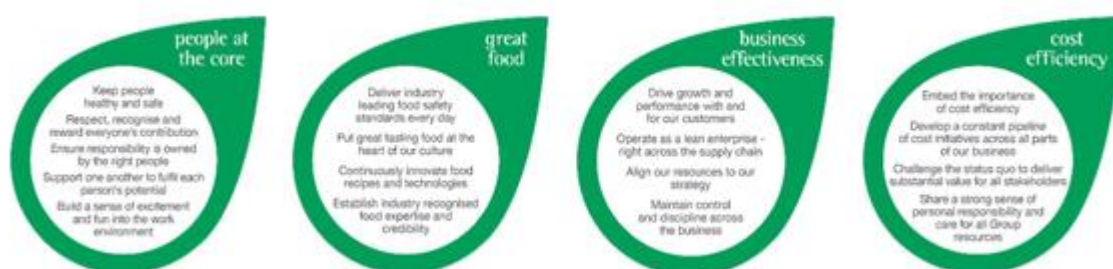 people at
the core
Keep people
healthy and safe
Respect, recognise and
reward everyone's contribution
Ensure responsibility is owned
by the right people
Support one another to fulfil each
person's potential
Build a sense of excitement
and fun into the work
environment
great
food
Deliver industry
leading food safety
standards every day
Put great tasting food at the
heart of our culture
Continuously innovate food
recipes and technologies
Establish industry recognised
food expertise and
credibility
business
effectiveness
Drive growth and
performance with and
for our customers
Operate as a lean enterprise -
right across the supply chain
Align our resources to our
strategy
Maintain control
and discipline across
the business
cost
efficiency
Embed the importance
of cost efficiency
Develop a constant pipeline
of cost initiatives across all parts
of our business
Challenge the status quo to deliver
substantial value for all stakeholders
Share a strong sense of
personal responsibility and
care for all Group
resources